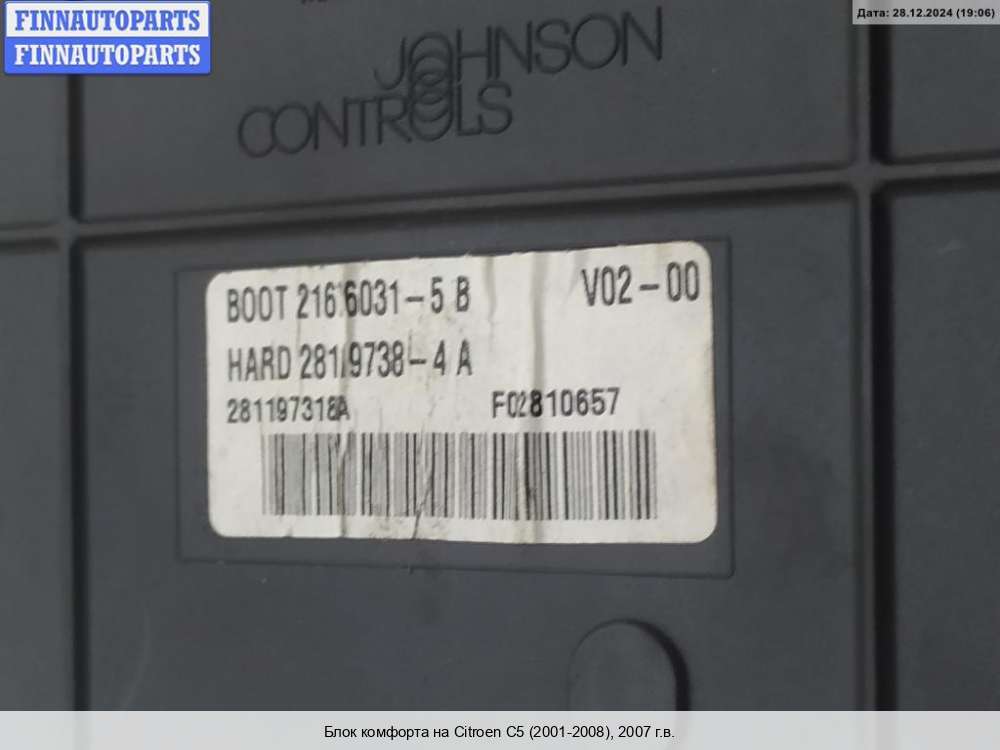 FINNAUTOPARTS
FINNAUTOPARTS
Дата: 28.12.2024 (19:06)
JOHNSON
CONTROLS
BOOT 2166031-5 B V02-00
HARD 2819738-4 A
281197318A F02810657
Блок комфорта на Citroen C5 (2001-2008), 2007 г.в.